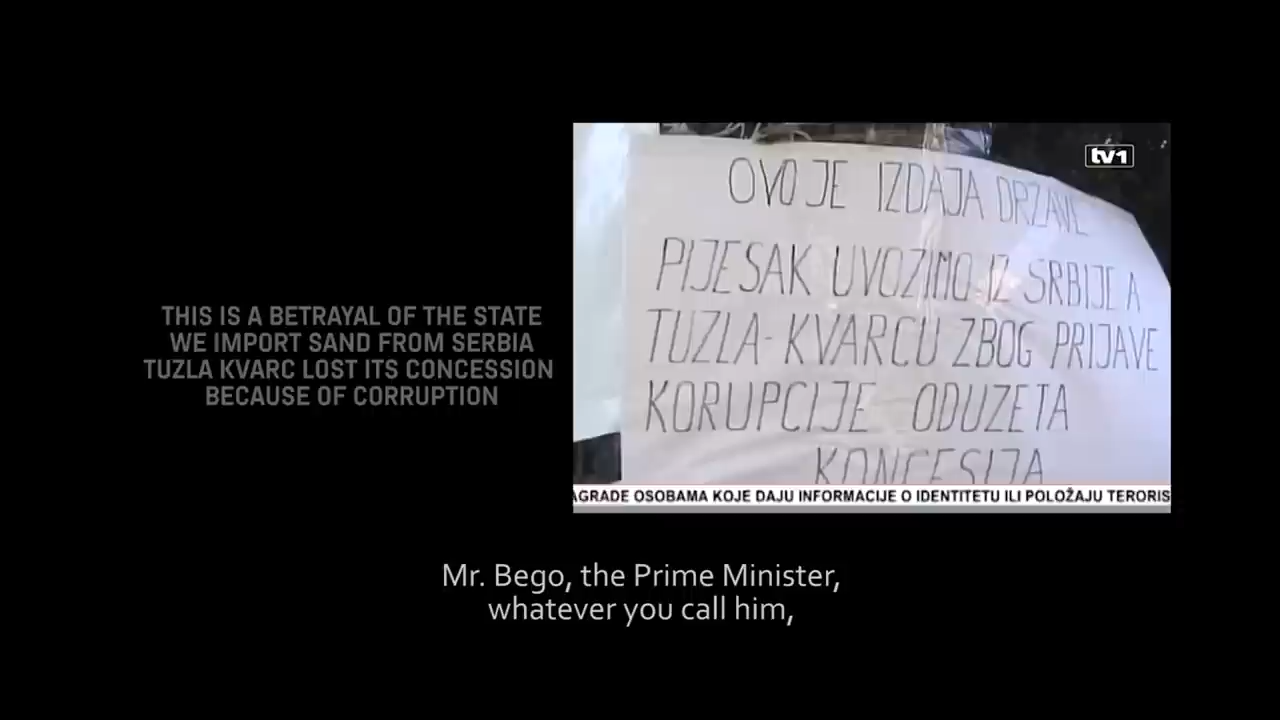 THIS IS A BETRAYAL OF THE STATE
WE IMPORT SAND FROM SERBIA
TUZLA KVARC LOST ITS CONCESSION
BECAUSE OF CORRUPTION
tv1
OVO JE IZDAJA DRZAVE
PIJESAK UVOZIMO IZ SRBIJE A
TUZLA-KVARCU ZBOG PRIJAVE
KORUPCIJE ODUZETA
KONCESIJA
AGRADE OSOBAMA KOJE DAJU INFORMACIJE O IDENTITETU ILI POLOŽAJU TERORIS
Mr. Bego, the Prime Minister,
whatever you call him,